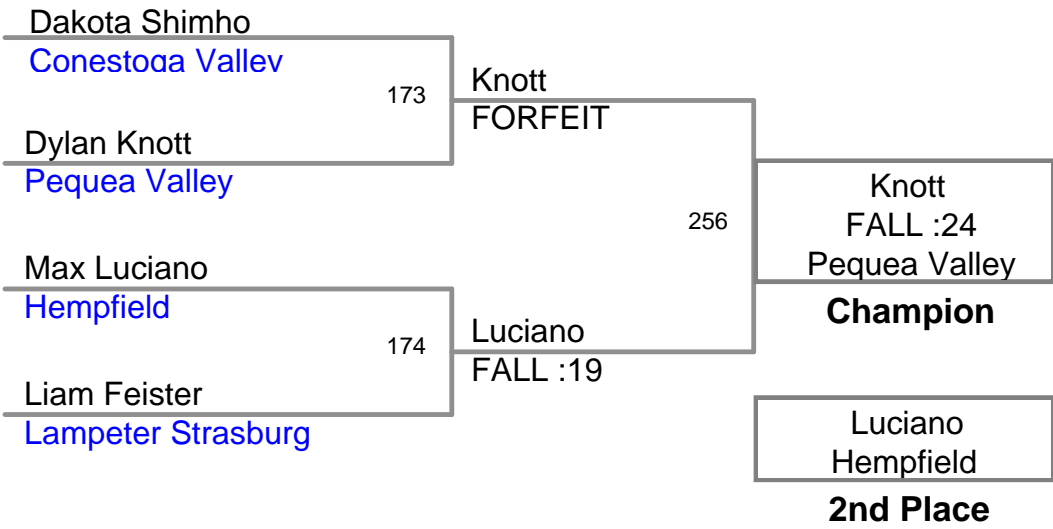 Dakota Shimho
Conestoga Valley
173
Dylan Knott
Pequea Valley
Knott
FORFEIT
Max Luciano
Hempfield
174
Liam Feister
Lampeter Strasburg
Luciano
FALL :19
256
Knott
FALL :24
Pequea Valley
Champion
Luciano
Hempfield
2nd Place